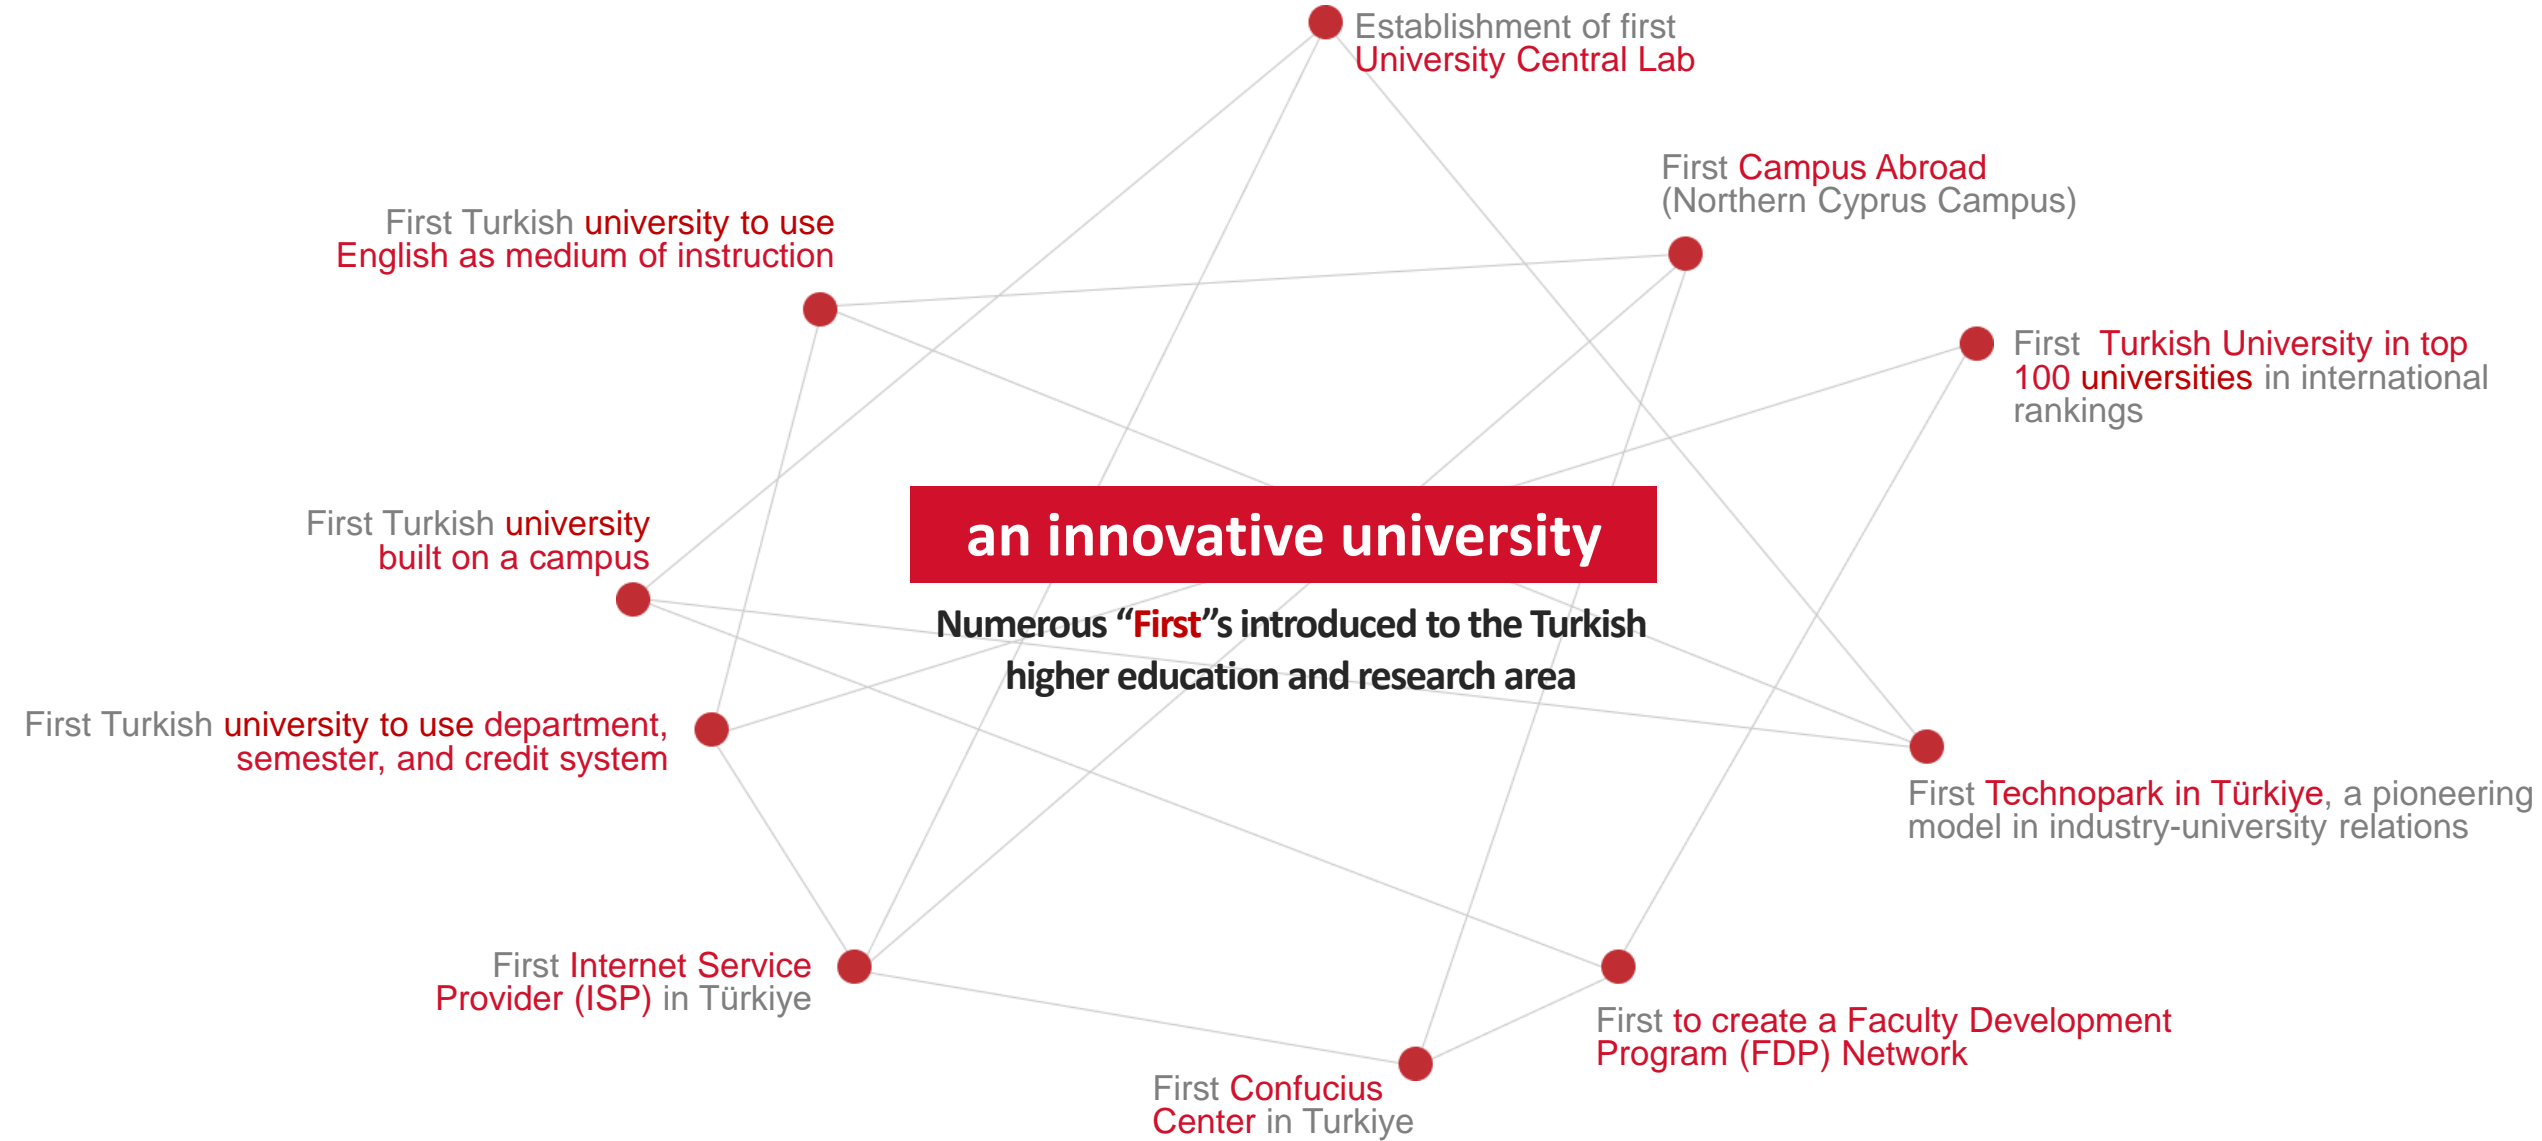 Establishment of first
University Central Lab
First Campus Abroad
(Northern Cyprus Campus)
First Turkish university to use
English as medium of instruction
First Turkish University in top
100 universities in international
rankings
First Turkish university
built on a campus
an innovative university
Numerous “First”s introduced to the Turkish
higher education and research area
First Turkish university to use department,
semester, and credit system
First Technopark in Türkiye, a pioneering
model in industry-university relations
First Internet Service
Provider (ISP) in Türkiye
First to create a Faculty Development
Program (FDP) Network
First Confucius
Center in Turkiye